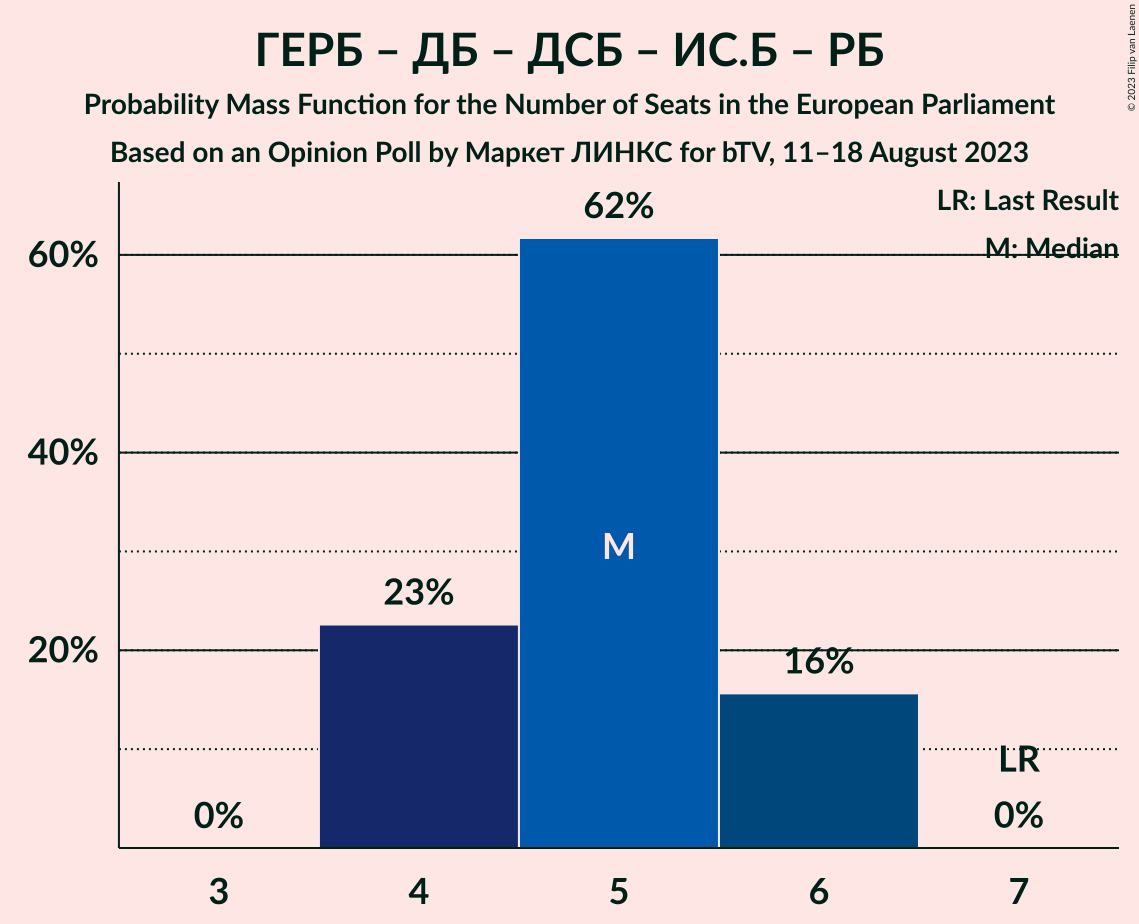 ГЕРБ – ДБ – ДСБ – ИС.Б – РБ
Probability Mass Function for the Number of Seats in the European Parliament
Based on an Opinion Poll by Маркет ЛИНКС for bTV, 11–18 August 2023
© 2023 Filip van Laenen
LR: Last Result
M: Median
60%
40%
20%
0%
23%
62%
M
16%
LR
0%
3
4
5
6
7